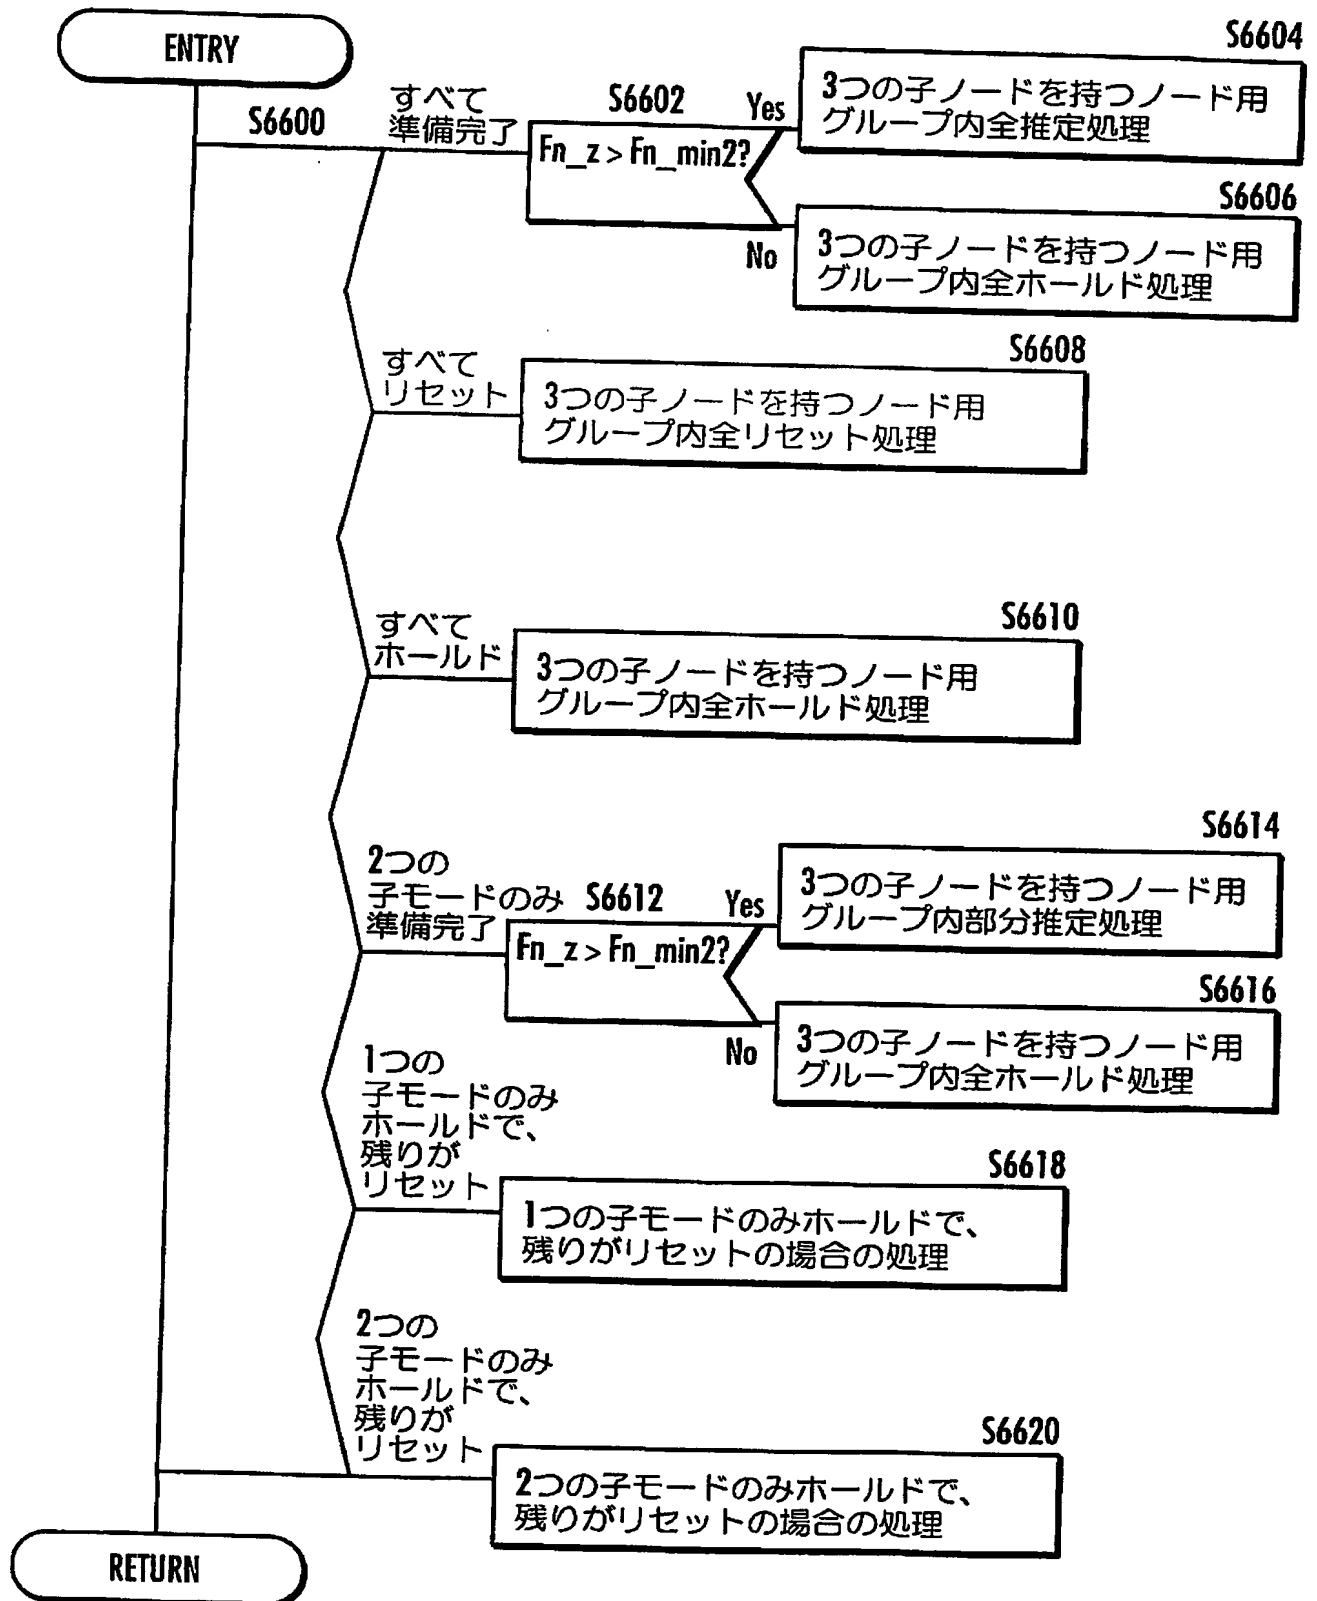 ENTRY
S6600
すべて
準備完了
S6602
Fn_z > Fn_min2?
Yes
S6604
3つの子ノードを持つノード用
グループ内全推定処理
No
S6606
3つの子ノードを持つノード用
グループ内全ホールド処理
すべて
リセット
S6608
3つの子ノードを持つノード用
グループ内全リセット処理
すべて
ホールド
S6610
3つの子ノードを持つノード用
グループ内全ホールド処理
2つの
子モードのみ
準備完了
S6612
Fn_z > Fn_min2?
Yes
S6614
3つの子ノードを持つノード用
グループ内部分推定処理
No
S6616
3つの子ノードを持つノード用
グループ内全ホールド処理
1つの
子モードのみ
ホールドで、
残りが
リセット
S6618
1つの子モードのみホールドで、
残りがリセットの場合の処理
2つの
子モードのみ
ホールドで、
残りが
リセット
S6620
2つの子モードのみホールドで、
残りがリセットの場合の処理
RETURN